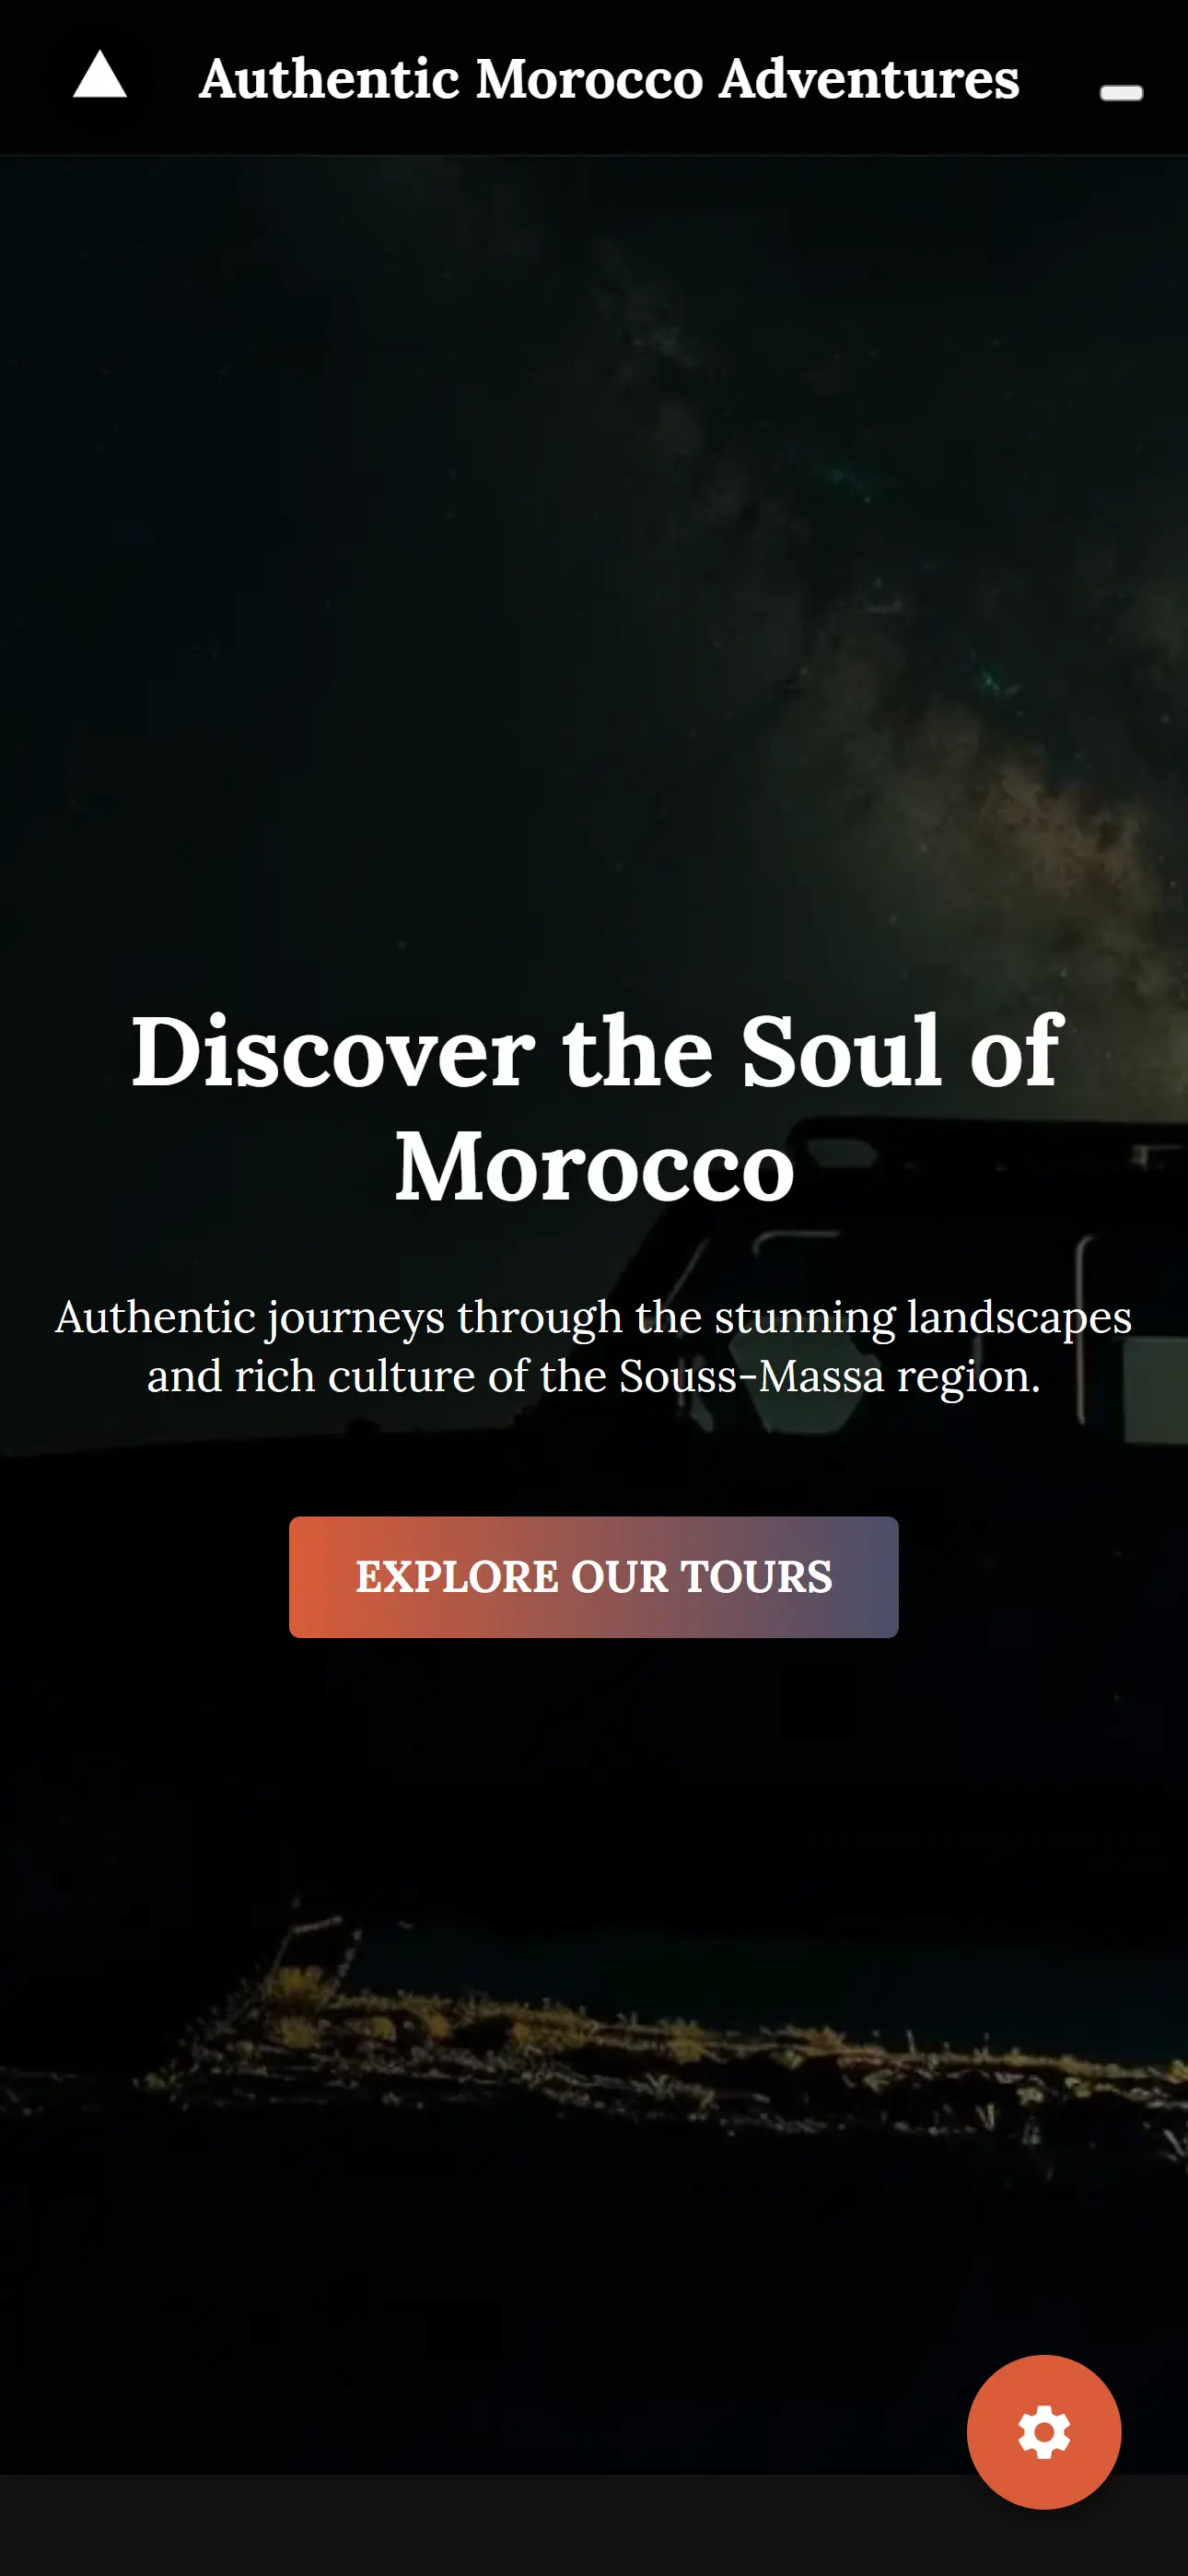 Authentic Morocco Adventures
Discover the Soul of
Morocco
Authentic journeys through the stunning landscapes
and rich culture of the Souss-Massa region.
EXPLORE OUR TOURS